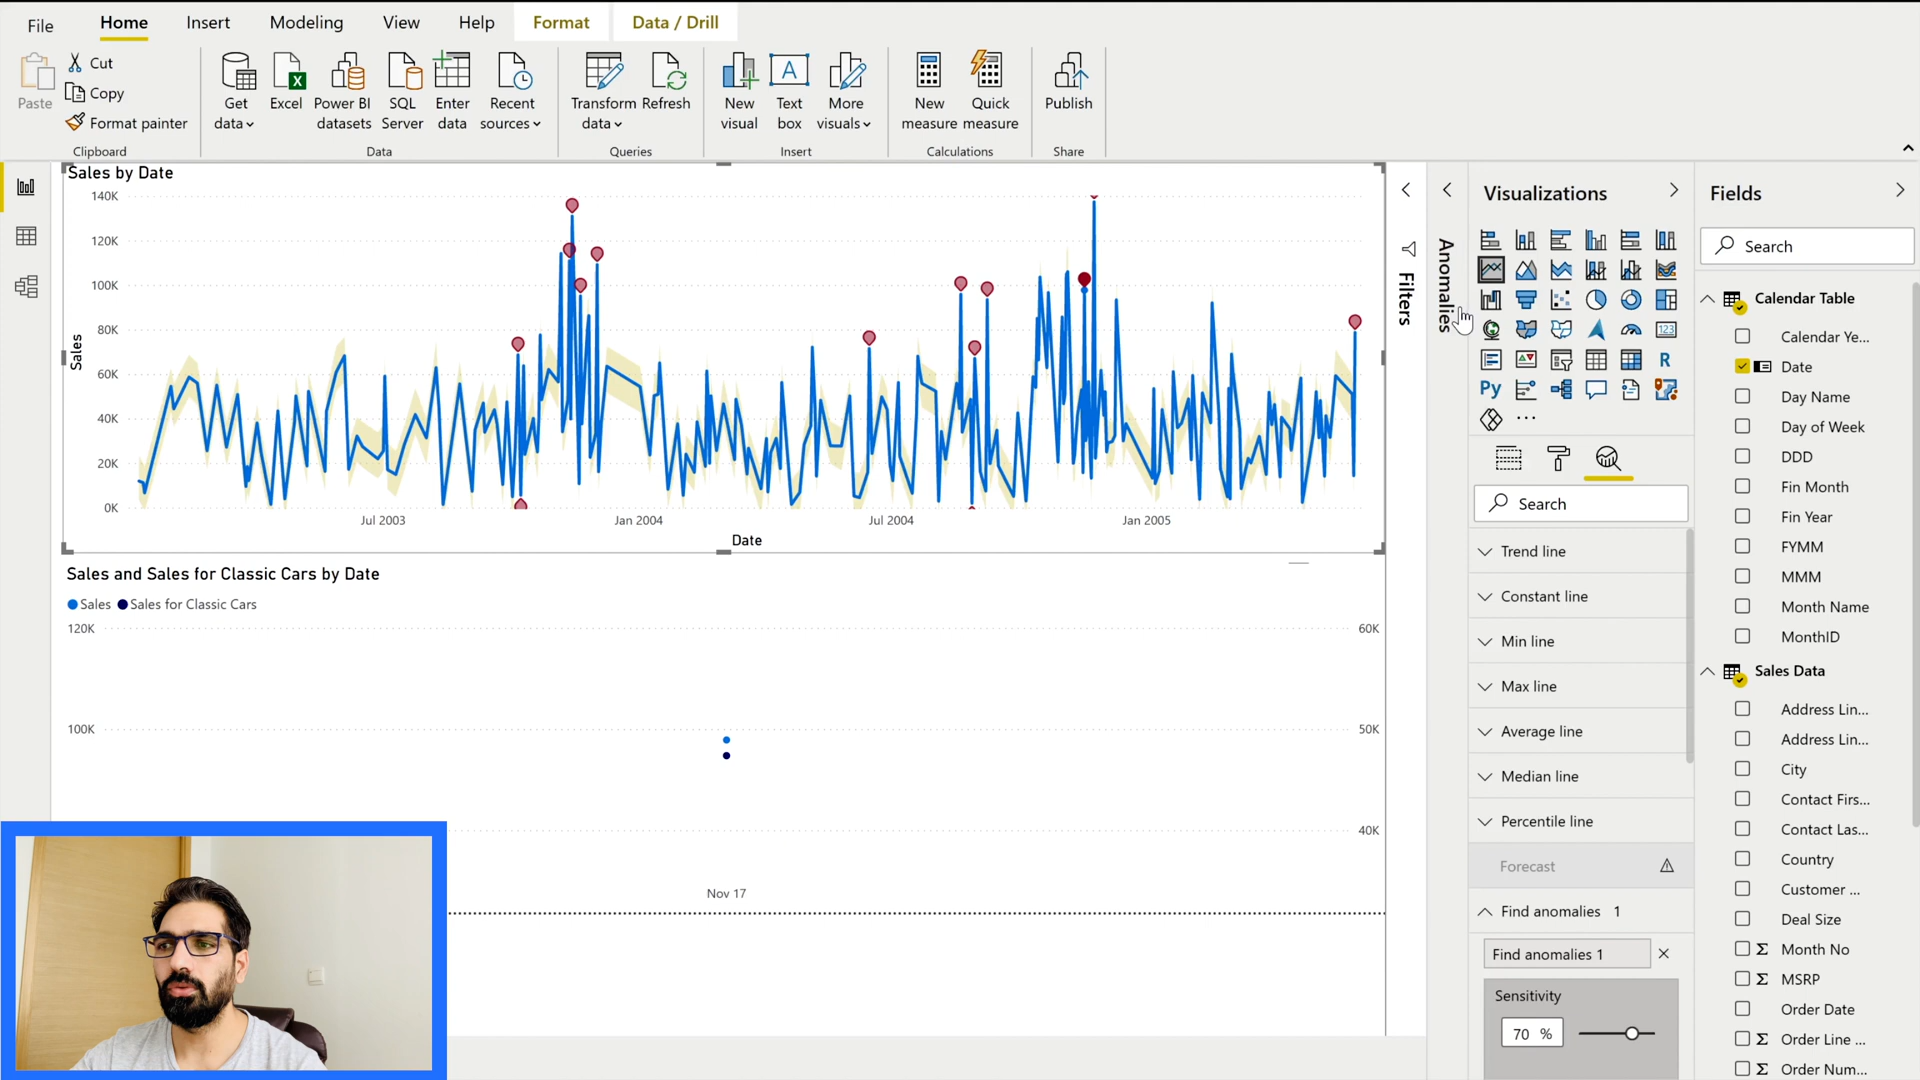 File
Home
Insert
Modeling
View
Help
Format
Data / Drill
Paste
Cut
Copy
Format painter
Clipboard
Get data
Excel
Power BI datasets
SQL Server
Enter data
Recent sources
Data
Transform data
Refresh
Queries
New visual
A
Text box
More visuals
Insert
New measure
Quick measure
Calculations
Publish
Share
Sales by Date
140K
120K
100K
80K
60K
40K
20K
0K
Sales
Jul 2003
Jan 2004
Jul 2004
Jan 2005
Date
Sales and Sales for Classic Cars by Date
Sales
Sales for Classic Cars
120K
60K
100K
50K
40K
Nov 17
Filters
Anomalies
Visualizations
123
R
Py
Search
Trend line
Constant line
Min line
Max line
Average line
Median line
Percentile line
Forecast
Find anomalies 1
Find anomalies 1
Sensitivity
70 %
Fields
Search
Calendar Table
Calendar Ye...
Date
Day Name
Day of Week
DDD
Fin Month
Fin Year
FYMM
MMM
Month Name
MonthID
Sales Data
Address Lin...
Address Lin...
City
Contact Firs...
Contact Las...
Country
Customer ...
Deal Size
Σ Month No
Σ MSRP
Order Date
Σ Order Line ...
Σ Order Num...